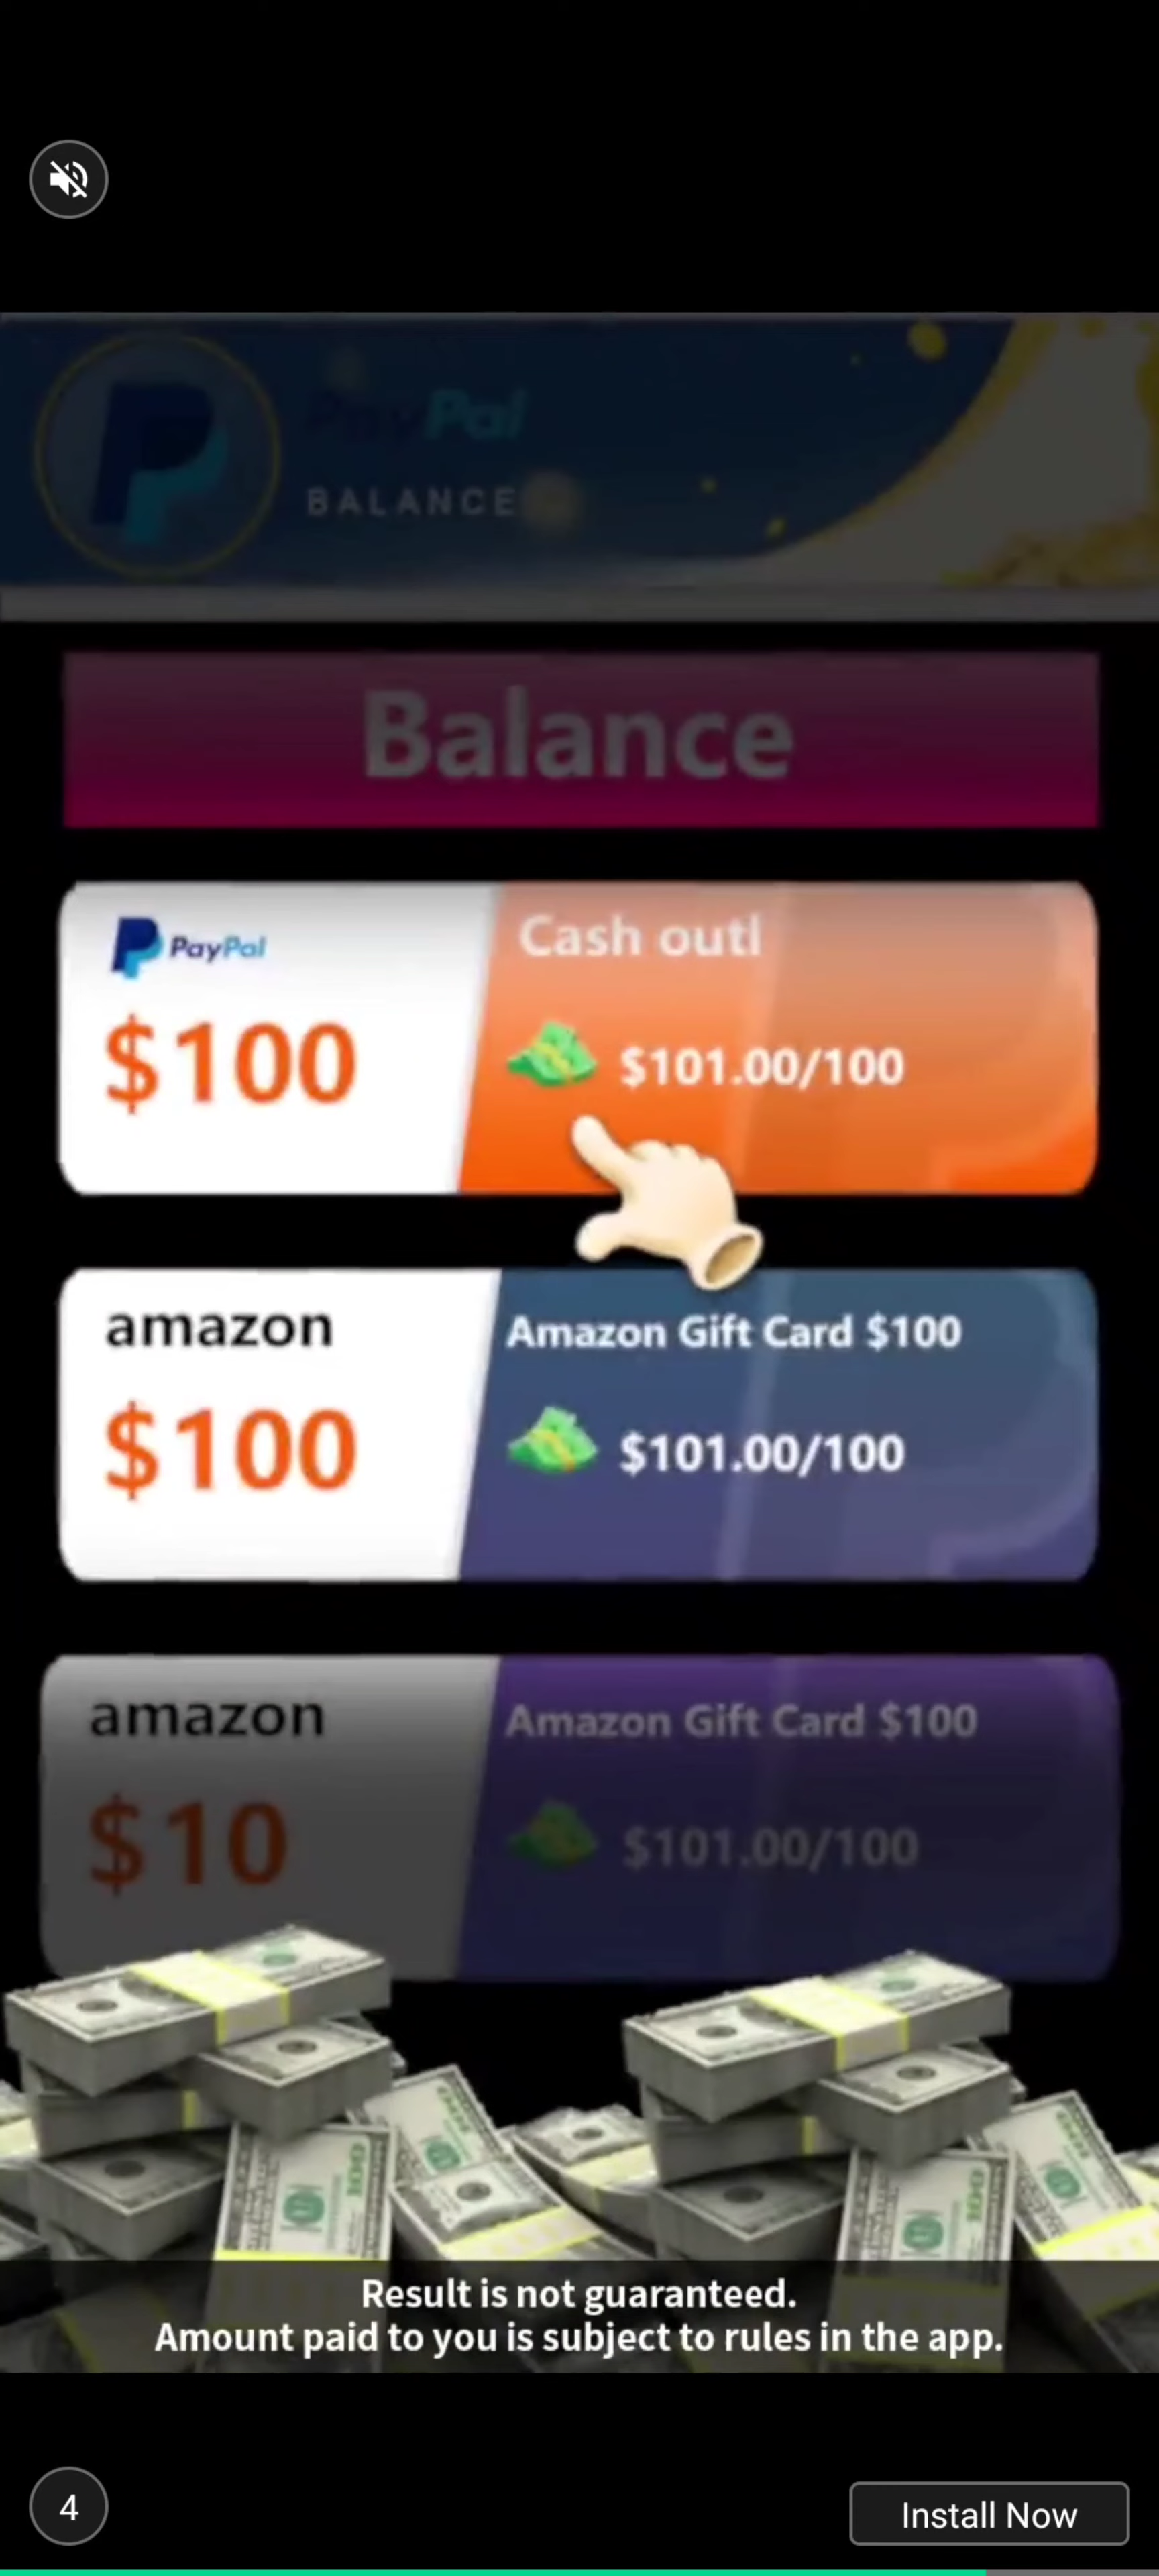 PayPal
BALANCE
Balance
PayPal
Cash out!
$100
$101.00/100
amazon
Amazon Gift Card $100
$100
$101.00/100
amazon
Amazon Gift Card $100
$10
$101.00/100
Result is not guaranteed.
Amount paid to you is subject to rules in the app.
4
Install Now